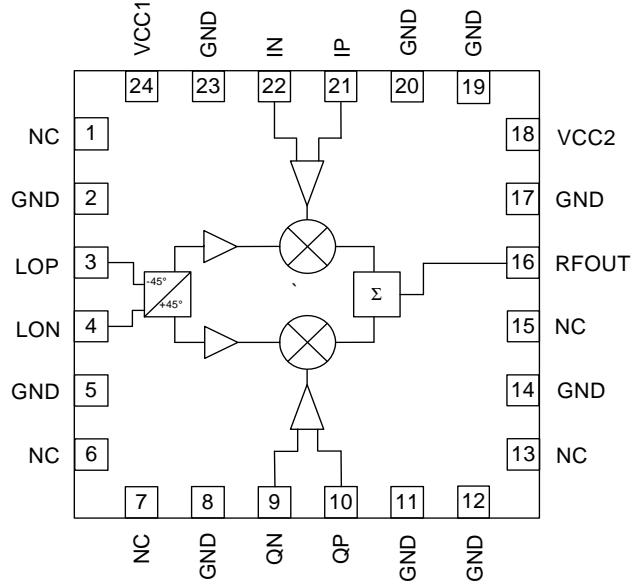 VCC1 GND IN IP GND GND
24 23 22 21 20 19
NC 1
18 VCC2
GND 2
17 GND
LOP 3
-45°
+45°
Σ
16 RFOUT
LON 4
15 NC
GND 5
14 GND
NC 6
13 NC
7 8 9 10 11 12
NC GND QN QP GND GND